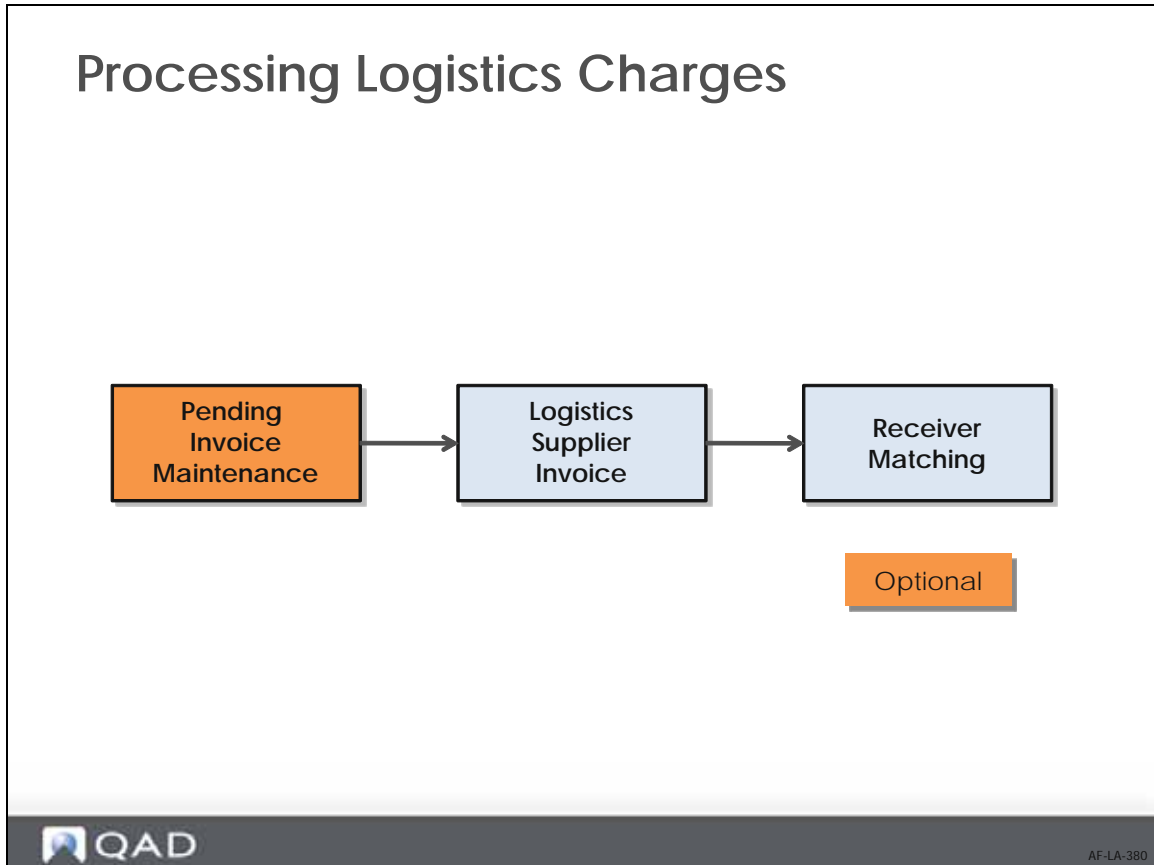 Processing Logistics Charges
Pending
Invoice
Maintenance
Logistics
Supplier
Invoice
Receiver
Matching
Optional
QAD
AF-LA-380